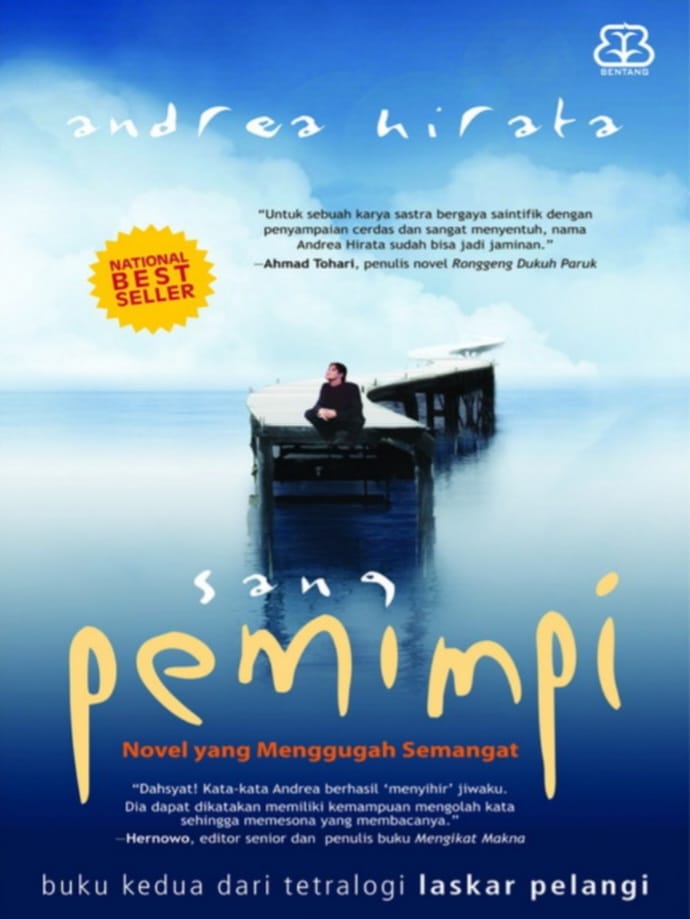 BENTANG
andrea hirata
"Untuk sebuah karya sastra bergaya saintifik dengan
penyampaian cerdas dan sangat menyentuh, nama
Andrea Hirata sudah bisa jadi jaminan."
—Ahmad Tohari, penulis novel Ronggeng Dukuh Paruk
NATIONAL
BEST
SELLER
sang
pemimpi
Novel yang Menggugah Semangat
"Dahsyat! Kata-kata Andrea berhasil 'menyihir' jiwaku.
Dia dapat dikatakan memiliki kemampuan mengolah kata
sehingga memesona yang membacanya."
—Hernowo, editor senior dan penulis buku Mengikat Makna
buku kedua dari tetralogi laskar pelangi